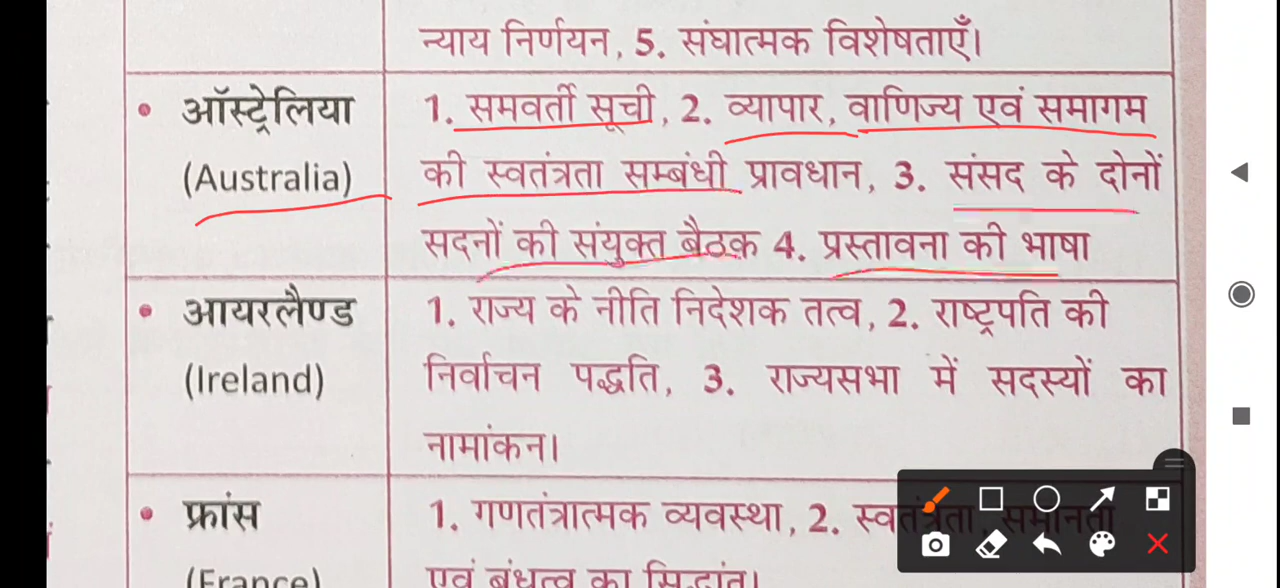 न्याय निर्णयन, 5. संघात्मक विशेषताएँ।
• ऑस्ट्रेलिया
(Australia)
1. समवर्ती सूची, 2. व्यापार, वाणिज्य एवं समागम
की स्वतंत्रता सम्बंधी प्रावधान, 3. संसद के दोनों
सदनों की संयुक्त बैठक 4. प्रस्तावना की भाषा
• आयरलैण्ड
(Ireland)
1. राज्य के नीति निदेशक तत्व, 2. राष्ट्रपति की
निर्वाचन पद्धति, 3. राज्यसभा में सदस्यों का
नामांकन।
• फ्रांस
(France)
1. गणतंत्रात्मक व्यवस्था, 2. स्वतंत्रता, समानता
एवं बंधुत्व का सिद्धांत।